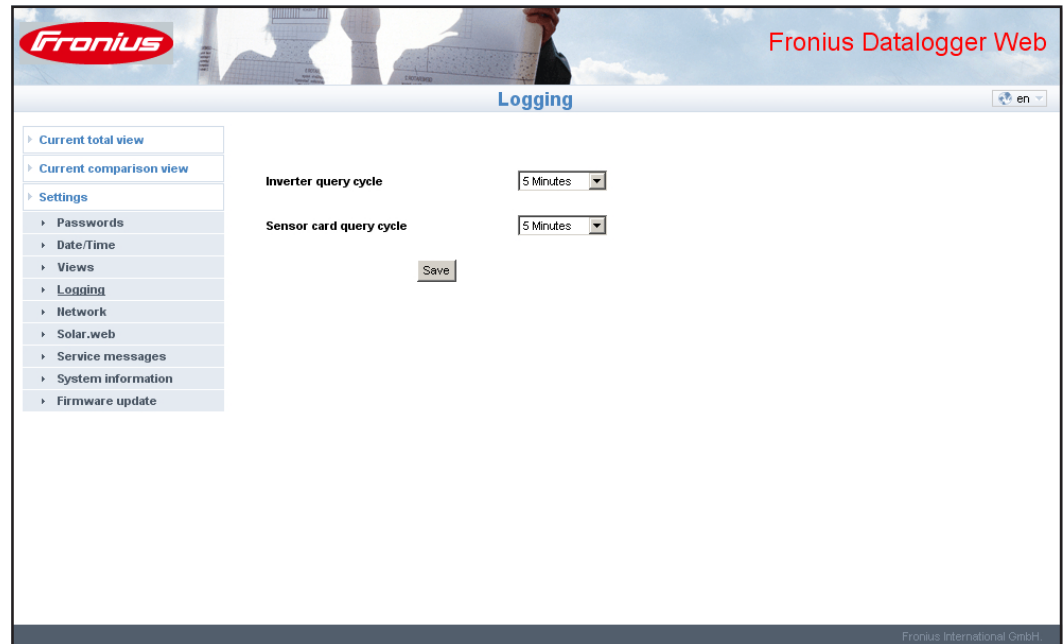 Fronius
Fronius Datalogger Web
Logging
en
Current total view
Current comparison view
Settings
Passwords
Date/Time
Views
Logging
Network
Solar.web
Service messages
System information
Firmware update
Inverter query cycle 5 Minutes
Sensor card query cycle 5 Minutes
Save
Fronius International GmbH.